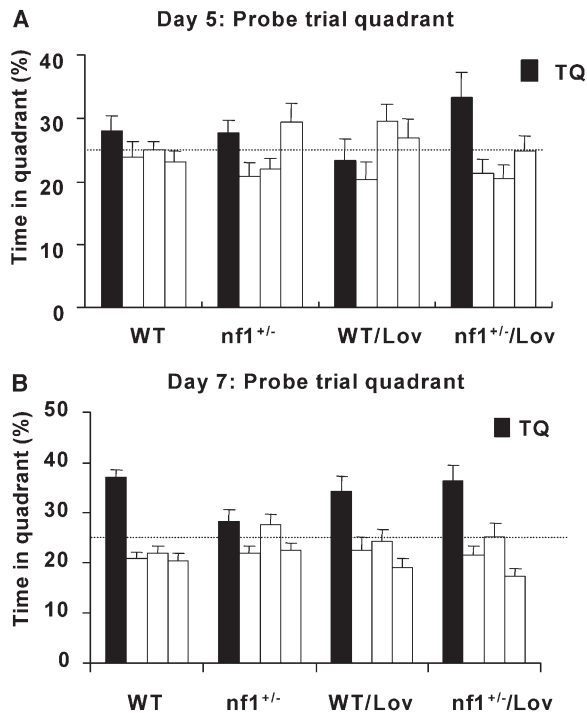 A
Day 5: Probe trial quadrant
Time in quadrant (%)
40
30
20
10
0
TQ
WT
nf1+/-
WT/Lov
nf1+/-/Lov
B
Day 7: Probe trial quadrant
Time in quadrant (%)
50
40
30
20
10
0
TQ
WT
nf1+/-
WT/Lov
nf1+/-/Lov